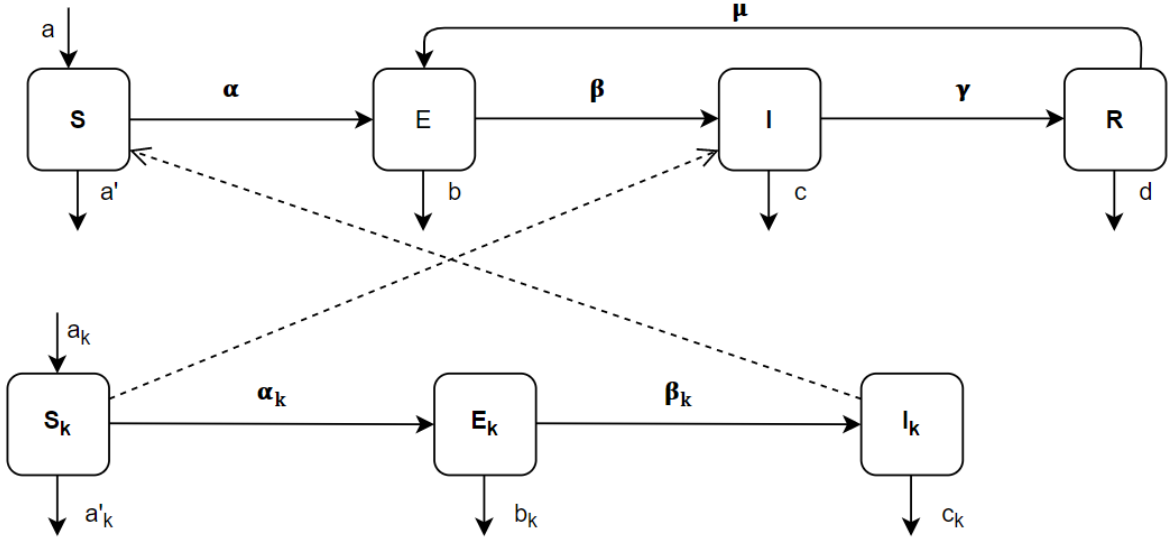 μ
a
α
β
γ
S
E
I
R
a'
b
c
d
a_k
α_k
β_k
S_k
E_k
I_k
a'_k
b_k
c_k